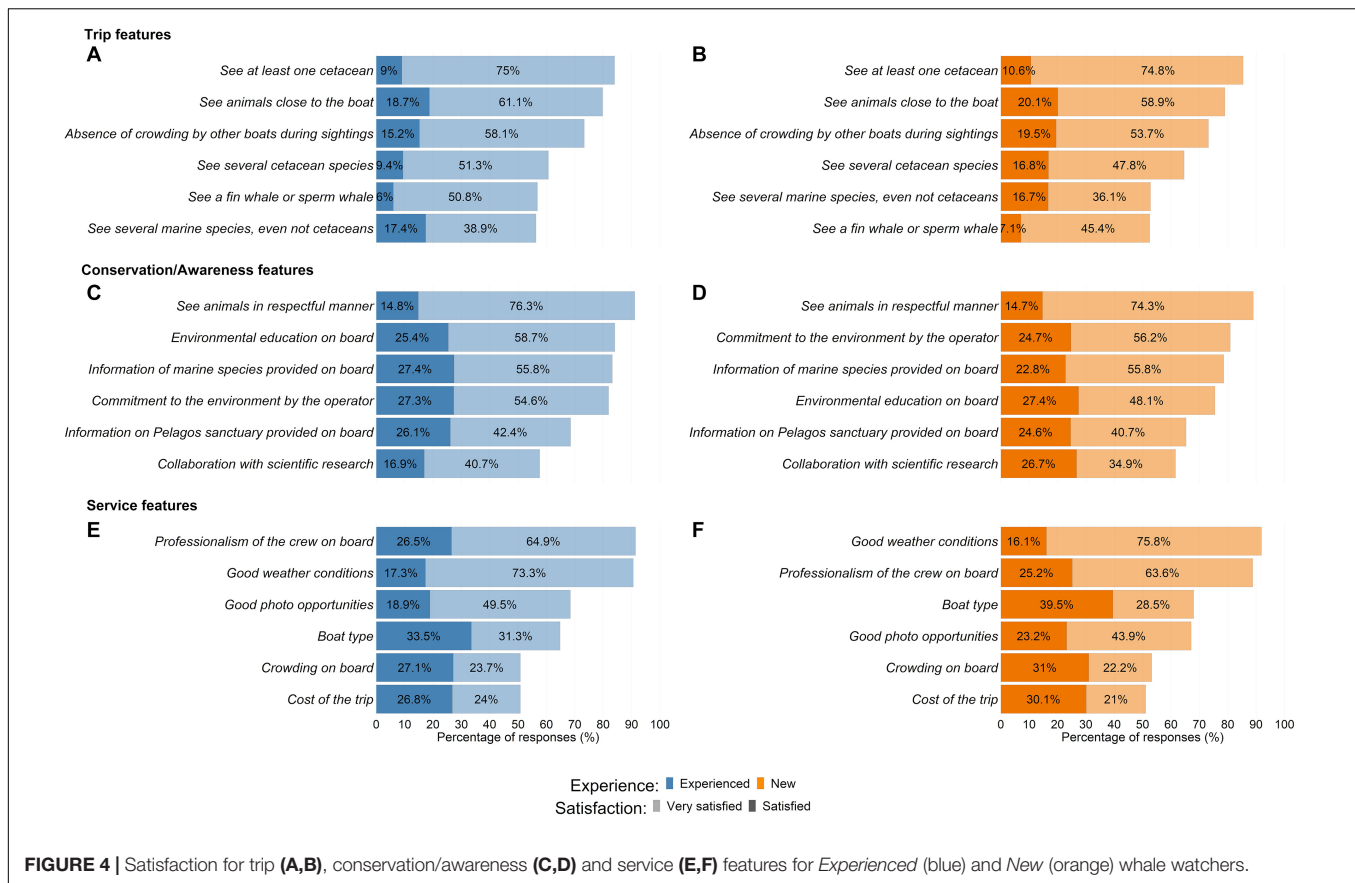 Trip features
A
See at least one cetacean 9% 75%
See animals close to the boat 18.7% 61.1%
Absence of crowding by other boats during sightings 15.2% 58.1%
See several cetacean species 9.4% 51.3%
See a fin whale or sperm whale 6% 50.8%
See several marine species, even not cetaceans 17.4% 38.9%
B
See at least one cetacean 10.6% 74.8%
See animals close to the boat 20.1% 58.9%
Absence of crowding by other boats during sightings 19.5% 53.7%
See several cetacean species 16.8% 47.8%
See several marine species, even not cetaceans 16.7% 36.1%
See a fin whale or sperm whale 7.1% 45.4%
Conservation/Awareness features
C
See animals in respectful manner 14.8% 76.3%
Environmental education on board 25.4% 58.7%
Information of marine species provided on board 27.4% 55.8%
Commitment to the environment by the operator 27.3% 54.6%
Information on Pelagos sanctuary provided on board 26.1% 42.4%
Collaboration with scientific research 16.9% 40.7%
D
See animals in respectful manner 14.7% 74.3%
Commitment to the environment by the operator 24.7% 56.2%
Information of marine species provided on board 22.8% 55.8%
Environmental education on board 27.4% 48.1%
Information on Pelagos sanctuary provided on board 24.6% 40.7%
Collaboration with scientific research 26.7% 34.9%
Service features
E
Professionalism of the crew on board 26.5% 64.9%
Good weather conditions 17.3% 73.3%
Good photo opportunities 18.9% 49.5%
Boat type 33.5% 31.3%
Crowding on board 27.1% 23.7%
Cost of the trip 26.8% 24%
0 10 20 30 40 50 60 70 80 90 100
Percentage of responses (%)
F
Good weather conditions 16.1% 75.8%
Professionalism of the crew on board 25.2% 63.6%
Boat type 39.5% 28.5%
Good photo opportunities 23.2% 43.9%
Crowding on board 31% 22.2%
Cost of the trip 30.1% 21%
0 10 20 30 40 50 60 70 80 90 100
Percentage of responses (%)
Experience: Experienced New
Satisfaction: Very satisfied Satisfied
FIGURE 4 | Satisfaction for trip (A,B), conservation/awareness (C,D) and service (E,F) features for Experienced (blue) and New (orange) whale watchers.